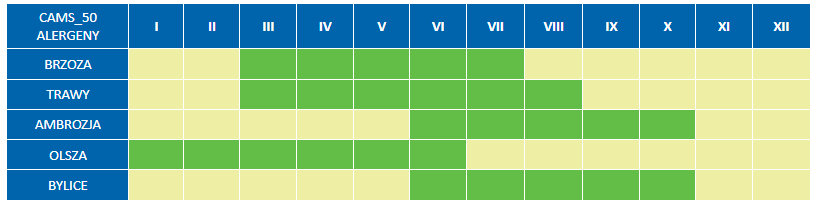 CAMS_50
ALERGENY
I II III IV V VI VII VIII IX X XI XII
BRZOZA
TRAWY
AMBROZJA
OLSZA
BYLICE